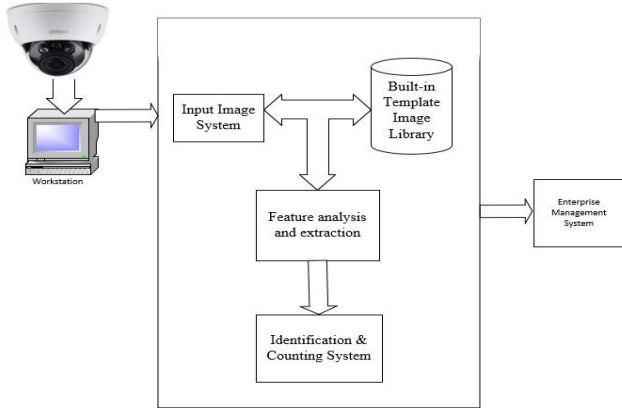 Workstation
Input Image
System
Built-in
Template
Image
Library
Feature analysis
and extraction
Identification &
Counting System
Enterprise
Management
System